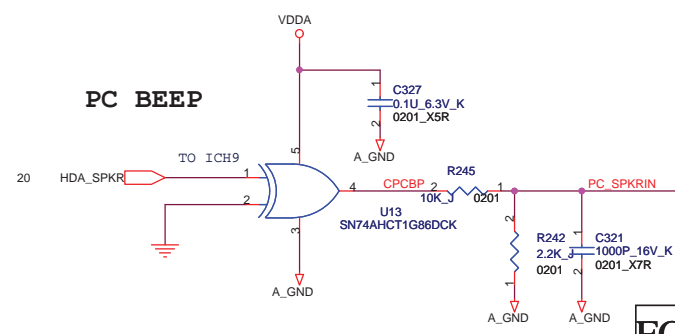 VDDA
PC BEEP
1
C327
0.1U_6.3V_K
2
0201_X5R
A_GND
TO ICH9
5
20
HDA_SPKR
1
2
4
CPCBP
2
R245
1
10K_J
0201
PC_SPKRIN
U13
SN74AHCT1G86DCK
3
A_GND
2
R242
2.2K_J
0201
1
A_GND
1
C321
1000P_16V_K
0201_X7R
2
A_GND